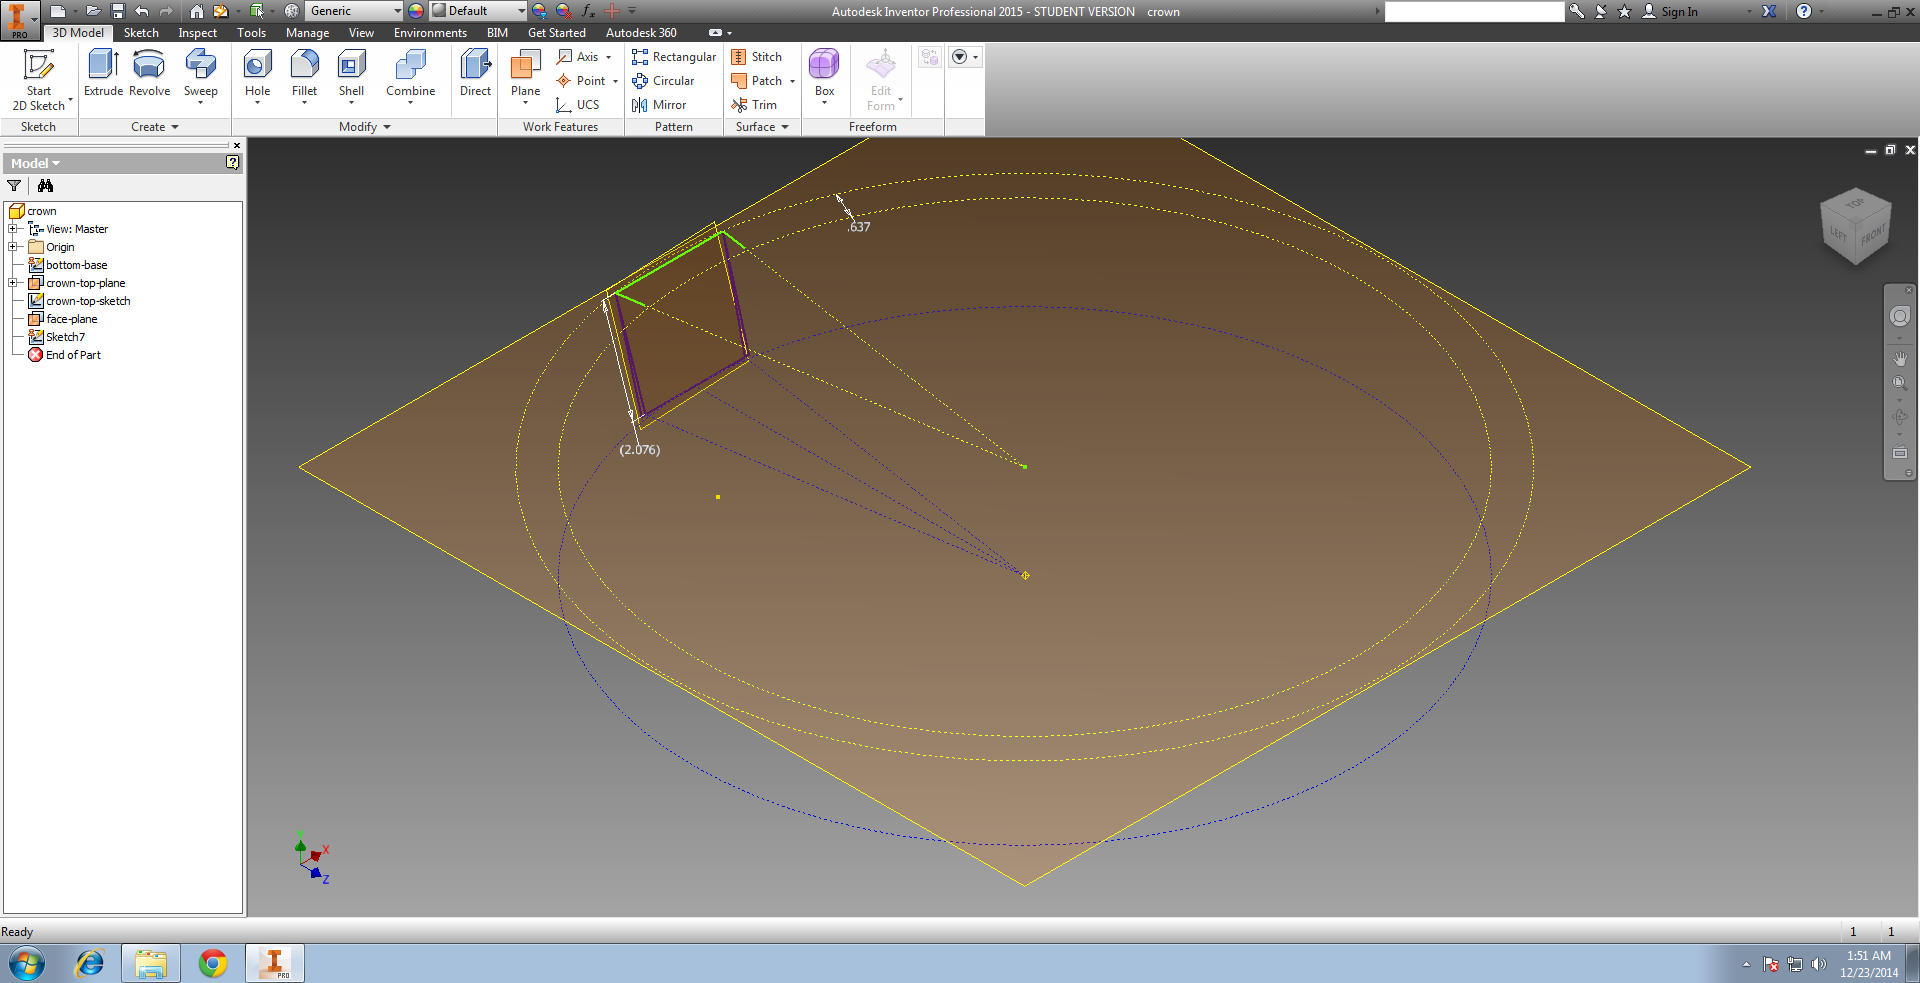 Generic
Default
Autodesk Inventor Professional 2015 - STUDENT VERSION crown
Sign In
PRO
3D Model Sketch Inspect Tools Manage View Environments BIM Get Started Autodesk 360
Start
2D Sketch
Extrude Revolve Sweep
Hole Fillet Shell Combine
Direct
Plane
Axis
Point
UCS
Rectangular
Circular
Mirror
Stitch
Patch
Trim
Box
Edit
Form
Sketch Create Modify Work Features Pattern Surface Freeform
Model
crown
View: Master
Origin
bottom-base
crown-top-plane
crown-top-sketch
face-plane
Sketch7
End of Part
.637
(2.076)
TOP
LEFT FRONT
Y
X
Z
Ready
1 1
PRO
1:51 AM
12/23/2014